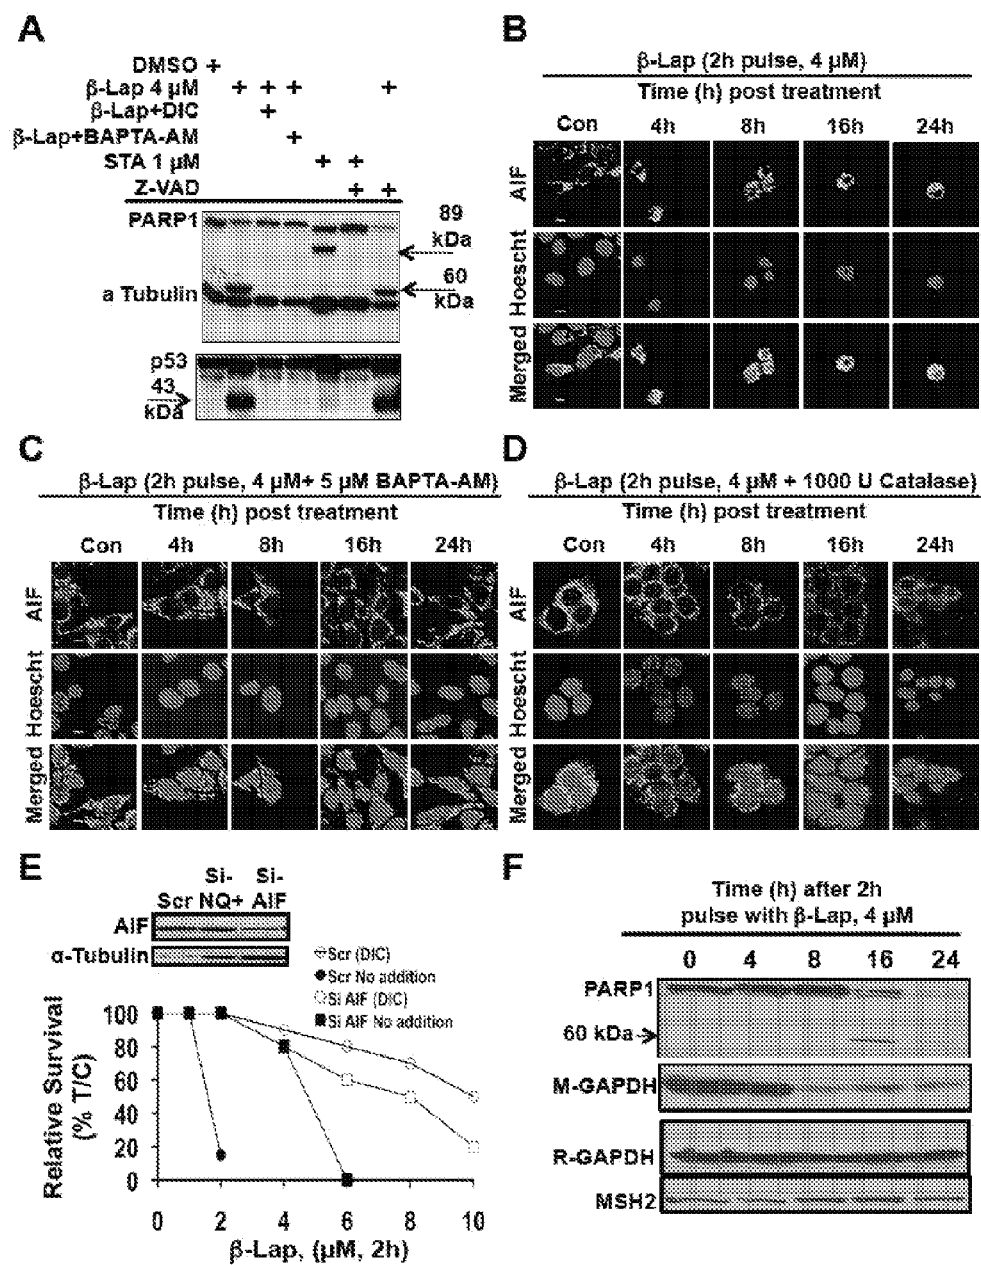 A
DMSO +
β-Lap 4 µM + + + +
β-Lap+DIC +
β-Lap+BAPTA-AM +
STA 1 µM + +
Z-VAD + +
PARP1
89
kDa
60
kDa
a Tubulin
p53
43
kDa
B
β-Lap (2h pulse, 4 µM)
Time (h) post treatment
Con 4h 8h 16h 24h
AIF
Hoescht
Merged
C
β-Lap (2h pulse, 4 µM+ 5 µM BAPTA-AM)
Time (h) post treatment
Con 4h 8h 16h 24h
AIF
Hoescht
Merged
D
β-Lap (2h pulse, 4 µM + 1000 U Catalase)
Time (h) post treatment
Con 4h 8h 16h 24h
AIF
Hoescht
Merged
E
Si- Si-
Scr NQ+ AIF
AIF
α-Tubulin
Scr (DIC)
Scr No addition
Si AIF (DIC)
Si AIF No addition
Relative Survival
(% T/C)
100
80
60
40
20
0
0 2 4 6 8 10
β-Lap, (µM, 2h)
F
Time (h) after 2h
pulse with β-Lap, 4 µM
0 4 8 16 24
PARP1
60 kDa
M-GAPDH
R-GAPDH
MSH2